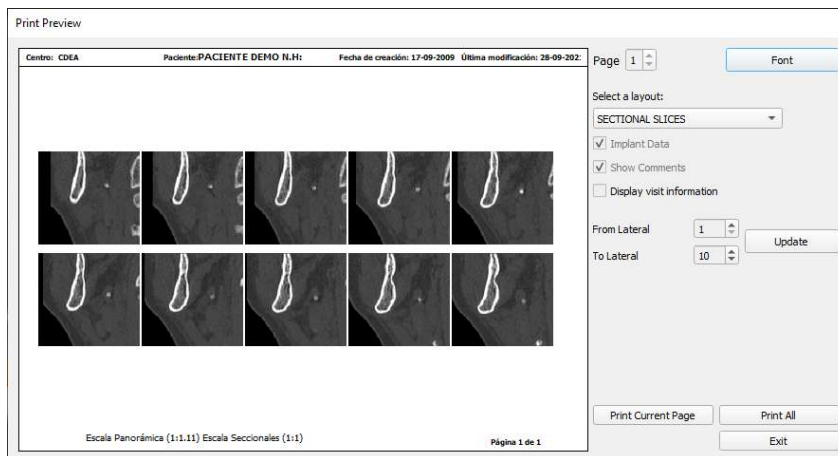 Print Preview
Centro: CDEA Paciente:PACIENTE DEMO N.H: Fecha de creación: 17-09-2009 Última modificación: 28-09-202
Page 1 Font
Select a layout:
SECTIONAL SLICES
Implant Data
Show Comments
Display visit information
From Lateral 1
Update
To Lateral 10
Print Current Page Print All
Escala Panorámica (1:1.11) Escala Seccionales (1:1) Página 1 de 1
Exit